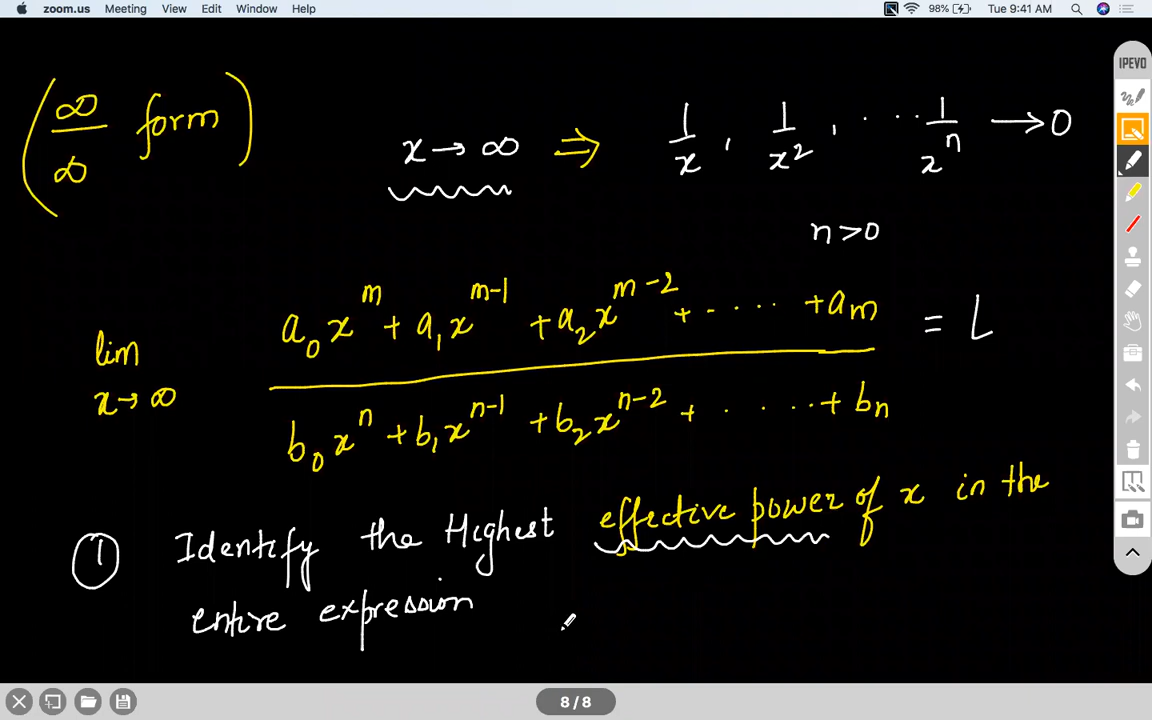 zoom.us Meeting View Edit Window Help 98% Tue 9:41 AM
IPEVO
(∞/∞ form)
x → ∞ ⇒ 1/x, 1/x², ... 1/xⁿ → 0
n > 0
lim x→∞ (a₀xᵐ + a₁xᵐ⁻¹ + a₂xᵐ⁻² + ..... + aₘ) / (b₀xⁿ + b₁xⁿ⁻¹ + b₂xⁿ⁻² + ..... + bₙ) = L
① Identify the Highest effective power of x in the
entire expression
8/8